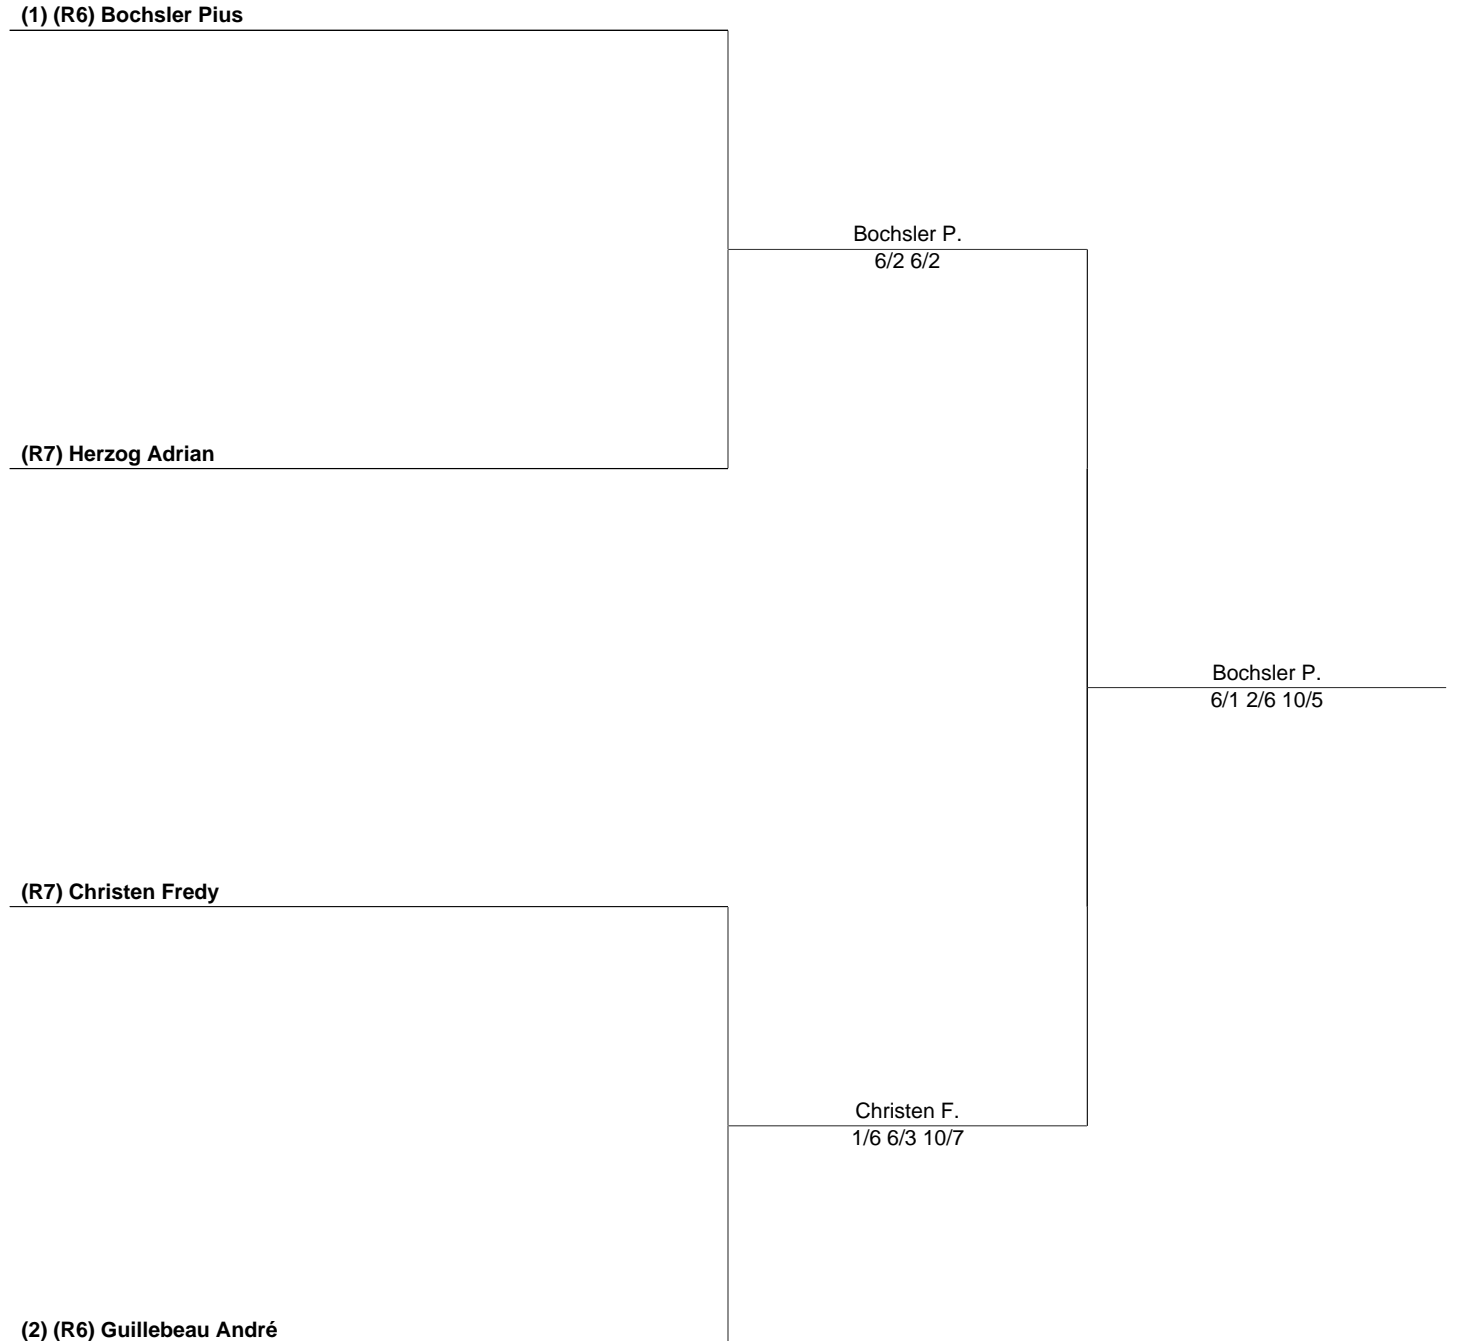 (1) (R6) Bochsler Pius
Bochsler P.
6/2 6/2
(R7) Herzog Adrian
Bochsler P.
6/1 2/6 10/5
(R7) Christen Fredy
Christen F.
1/6 6/3 10/7
(2) (R6) Guillebeau André